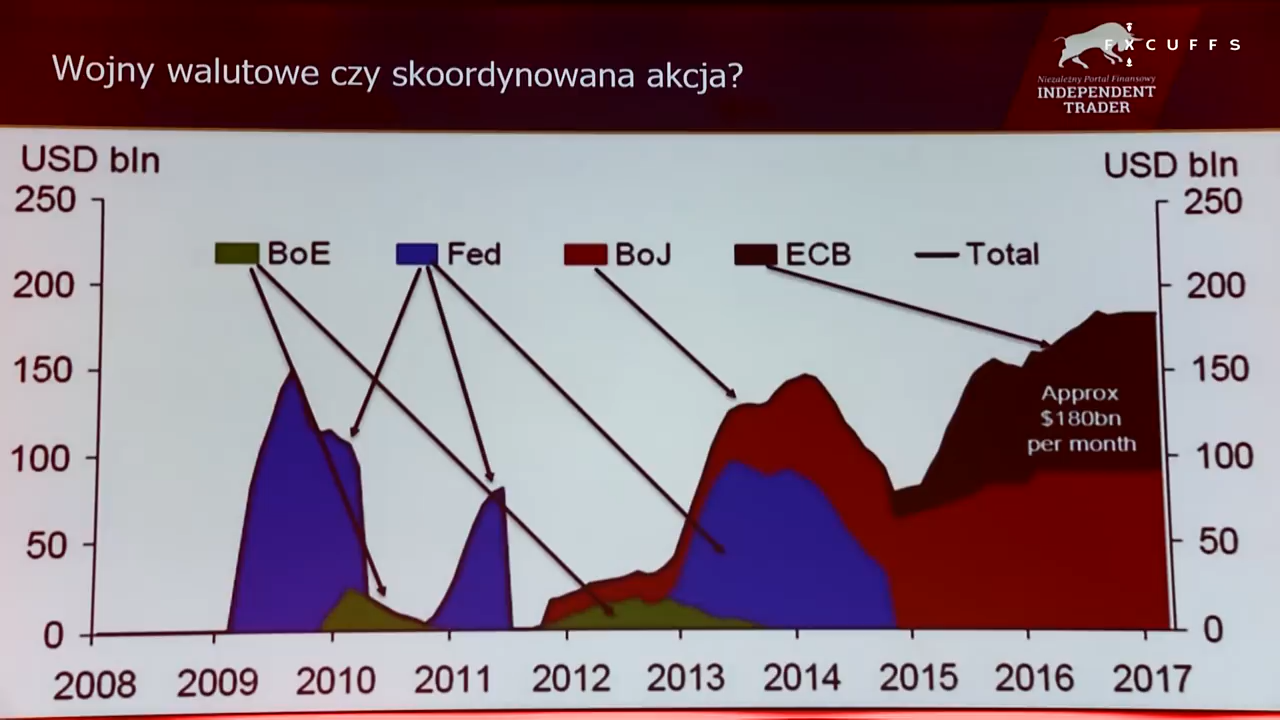 Wojny walutowe czy skoordynowana akcja?
FXCUFFS
Niezależny Portal Finansowy
INDEPENDENT
TRADER
USD bln
USD bln
250
250
BoE
Fed
BoJ
ECB
Total
200
200
150
150
Approx
$180bn
per month
100
100
50
50
0
0
2008
2009
2010
2011
2012
2013
2014
2015
2016
2017